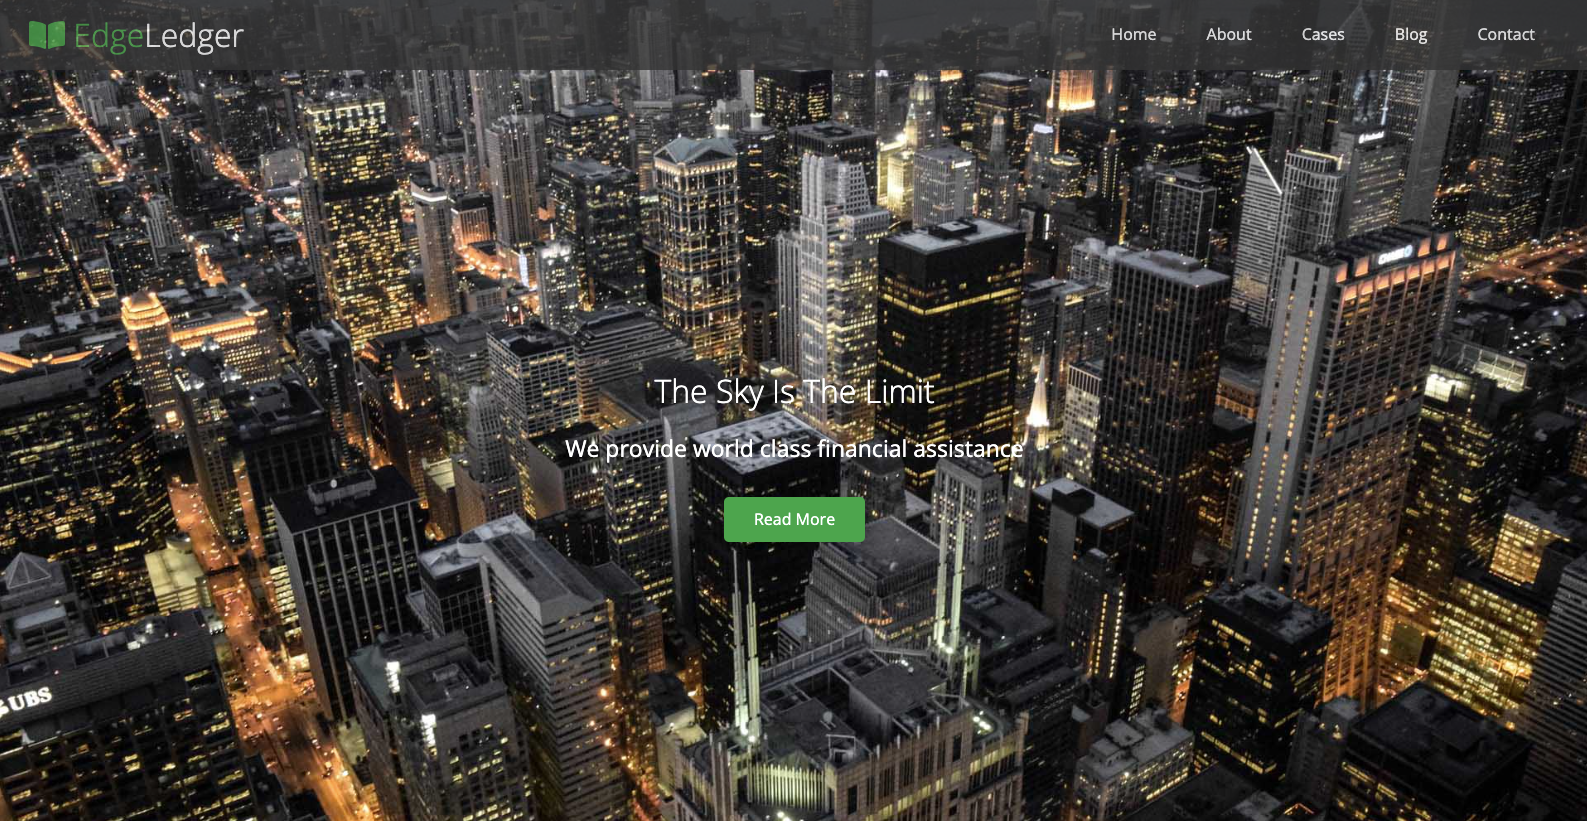 EdgeLedger
Home About Cases Blog Contact
The Sky Is The Limit
We provide world class financial assistance
Read More
UBS